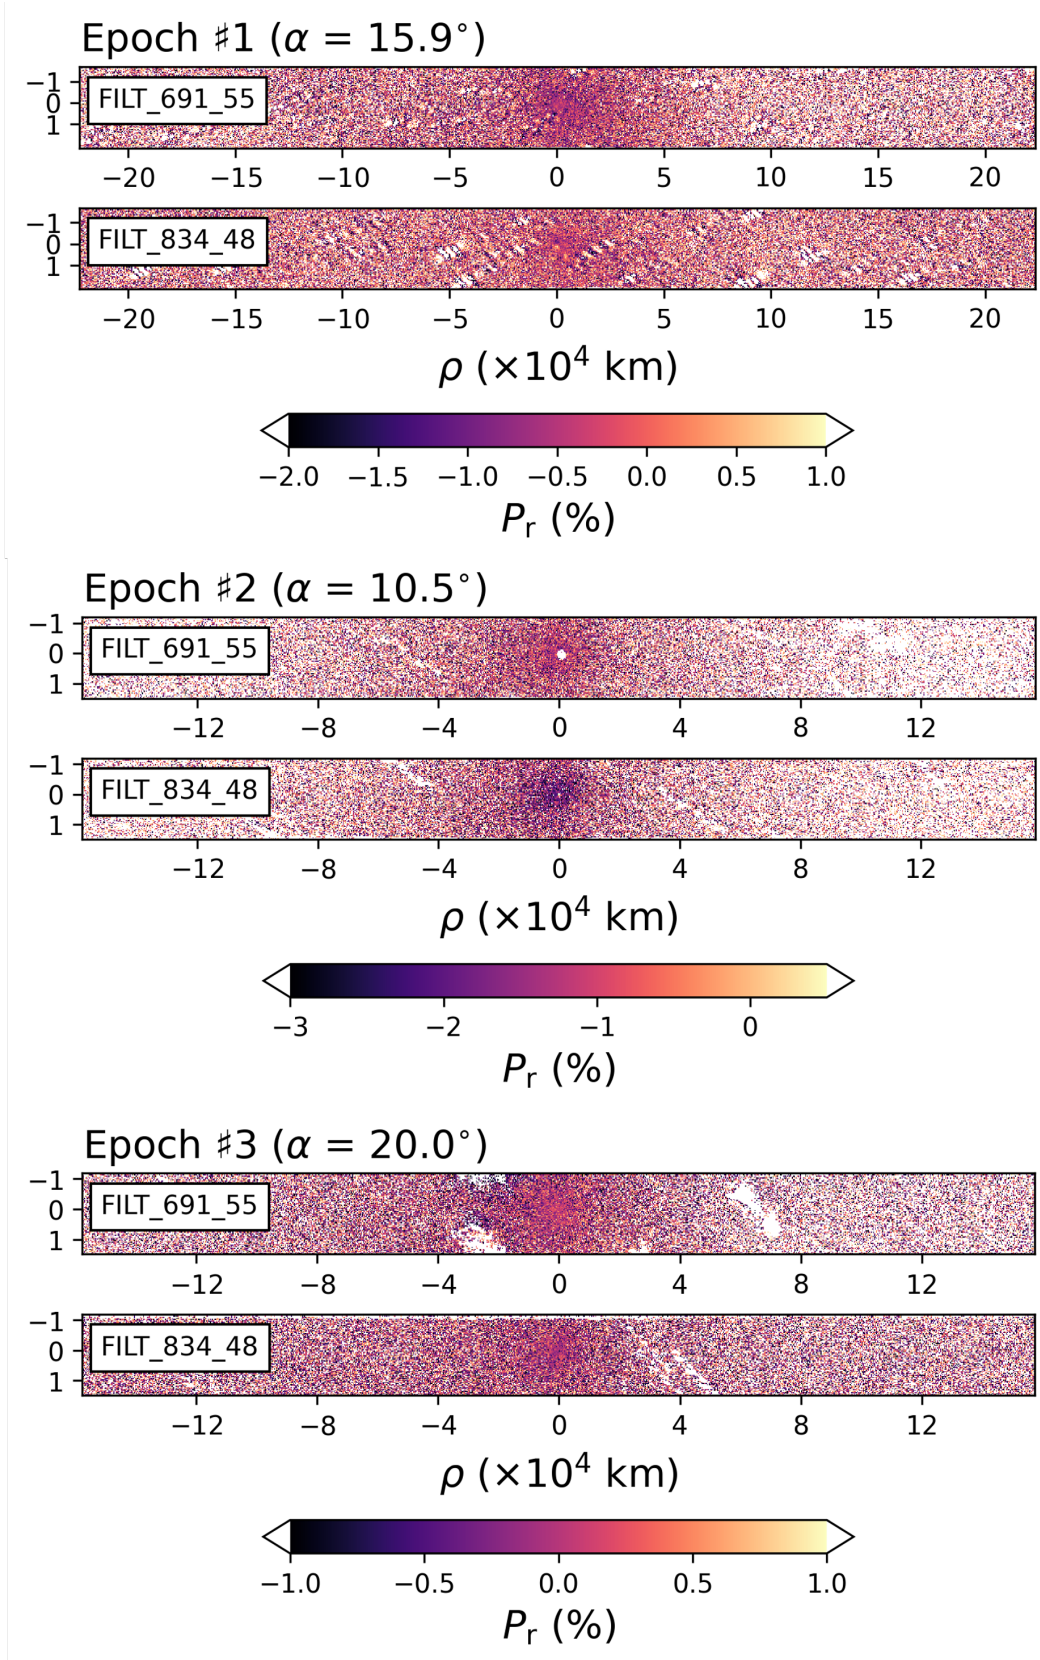 Epoch ♯1 (α = 15.9°)
−1
0
1
FILT_691_55
−20 −15 −10 −5 0 5 10 15 20
−1
0
1
FILT_834_48
−20 −15 −10 −5 0 5 10 15 20
ρ (×10⁴ km)
−2.0 −1.5 −1.0 −0.5 0.0 0.5 1.0
Pᵣ (%)
Epoch ♯2 (α = 10.5°)
−1
0
1
FILT_691_55
−12 −8 −4 0 4 8 12
−1
0
1
FILT_834_48
−12 −8 −4 0 4 8 12
ρ (×10⁴ km)
−3 −2 −1 0
Pᵣ (%)
Epoch ♯3 (α = 20.0°)
−1
0
1
FILT_691_55
−12 −8 −4 0 4 8 12
−1
0
1
FILT_834_48
−12 −8 −4 0 4 8 12
ρ (×10⁴ km)
−1.0 −0.5 0.0 0.5 1.0
Pᵣ (%)